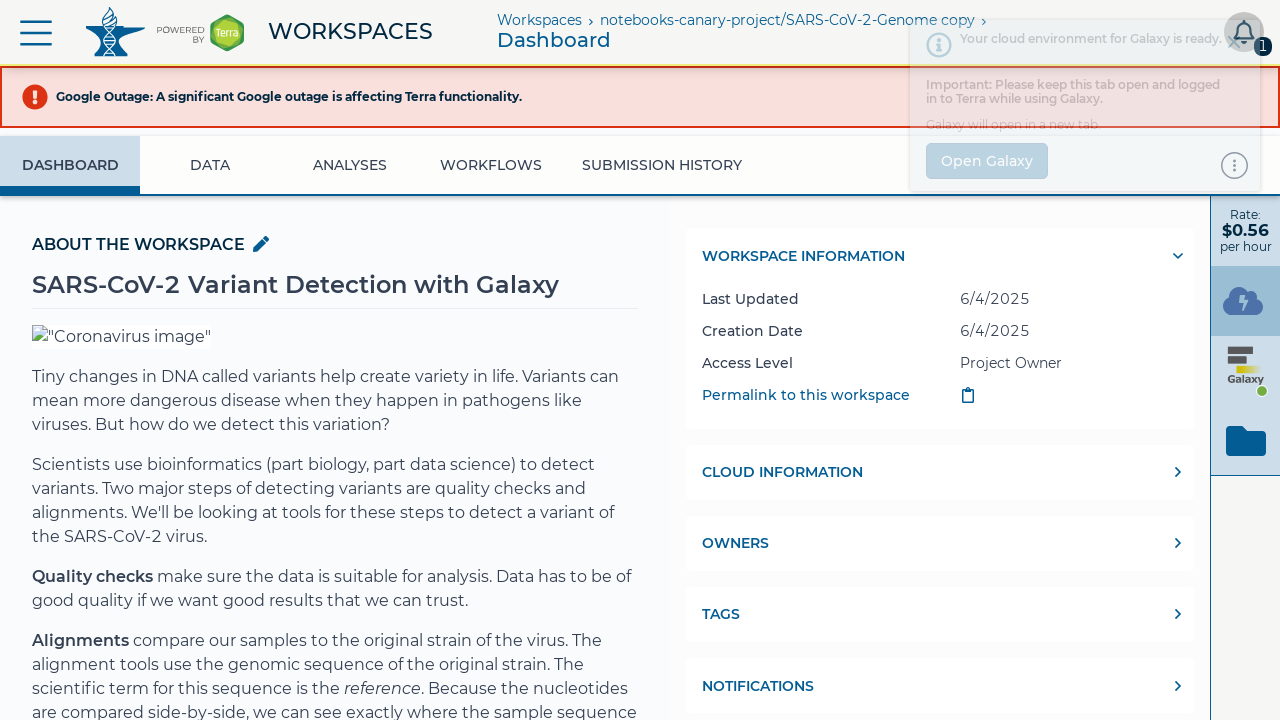 POWERED
BY
Terra
WORKSPACES
Workspaces › notebooks-canary-project/SARS-CoV-2-Genome copy ›
Dashboard
1
Your cloud environment for Galaxy is ready.
Important: Please keep this tab open and logged
in to Terra while using Galaxy.
Galaxy will open in a new tab.
Open Galaxy
Google Outage: A significant Google outage is affecting Terra functionality.
DASHBOARD
DATA
ANALYSES
WORKFLOWS
SUBMISSION HISTORY
Rate:
$0.56
per hour
Galaxy
ABOUT THE WORKSPACE
SARS-CoV-2 Variant Detection with Galaxy
"Coronavirus image"
Tiny changes in DNA called variants help create variety in life. Variants can
mean more dangerous disease when they happen in pathogens like
viruses. But how do we detect this variation?
Scientists use bioinformatics (part biology, part data science) to detect
variants. Two major steps of detecting variants are quality checks and
alignments. We'll be looking at tools for these steps to detect a variant of
the SARS-CoV-2 virus.
Quality checks make sure the data is suitable for analysis. Data has to be of
good quality if we want good results that we can trust.
Alignments compare our samples to the original strain of the virus. The
alignment tools use the genomic sequence of the original strain. The
scientific term for this sequence is the reference. Because the nucleotides
are compared side-by-side, we can see exactly where the sample sequence
WORKSPACE INFORMATION
Last Updated 6/4/2025
Creation Date 6/4/2025
Access Level Project Owner
Permalink to this workspace
CLOUD INFORMATION
OWNERS
TAGS
NOTIFICATIONS